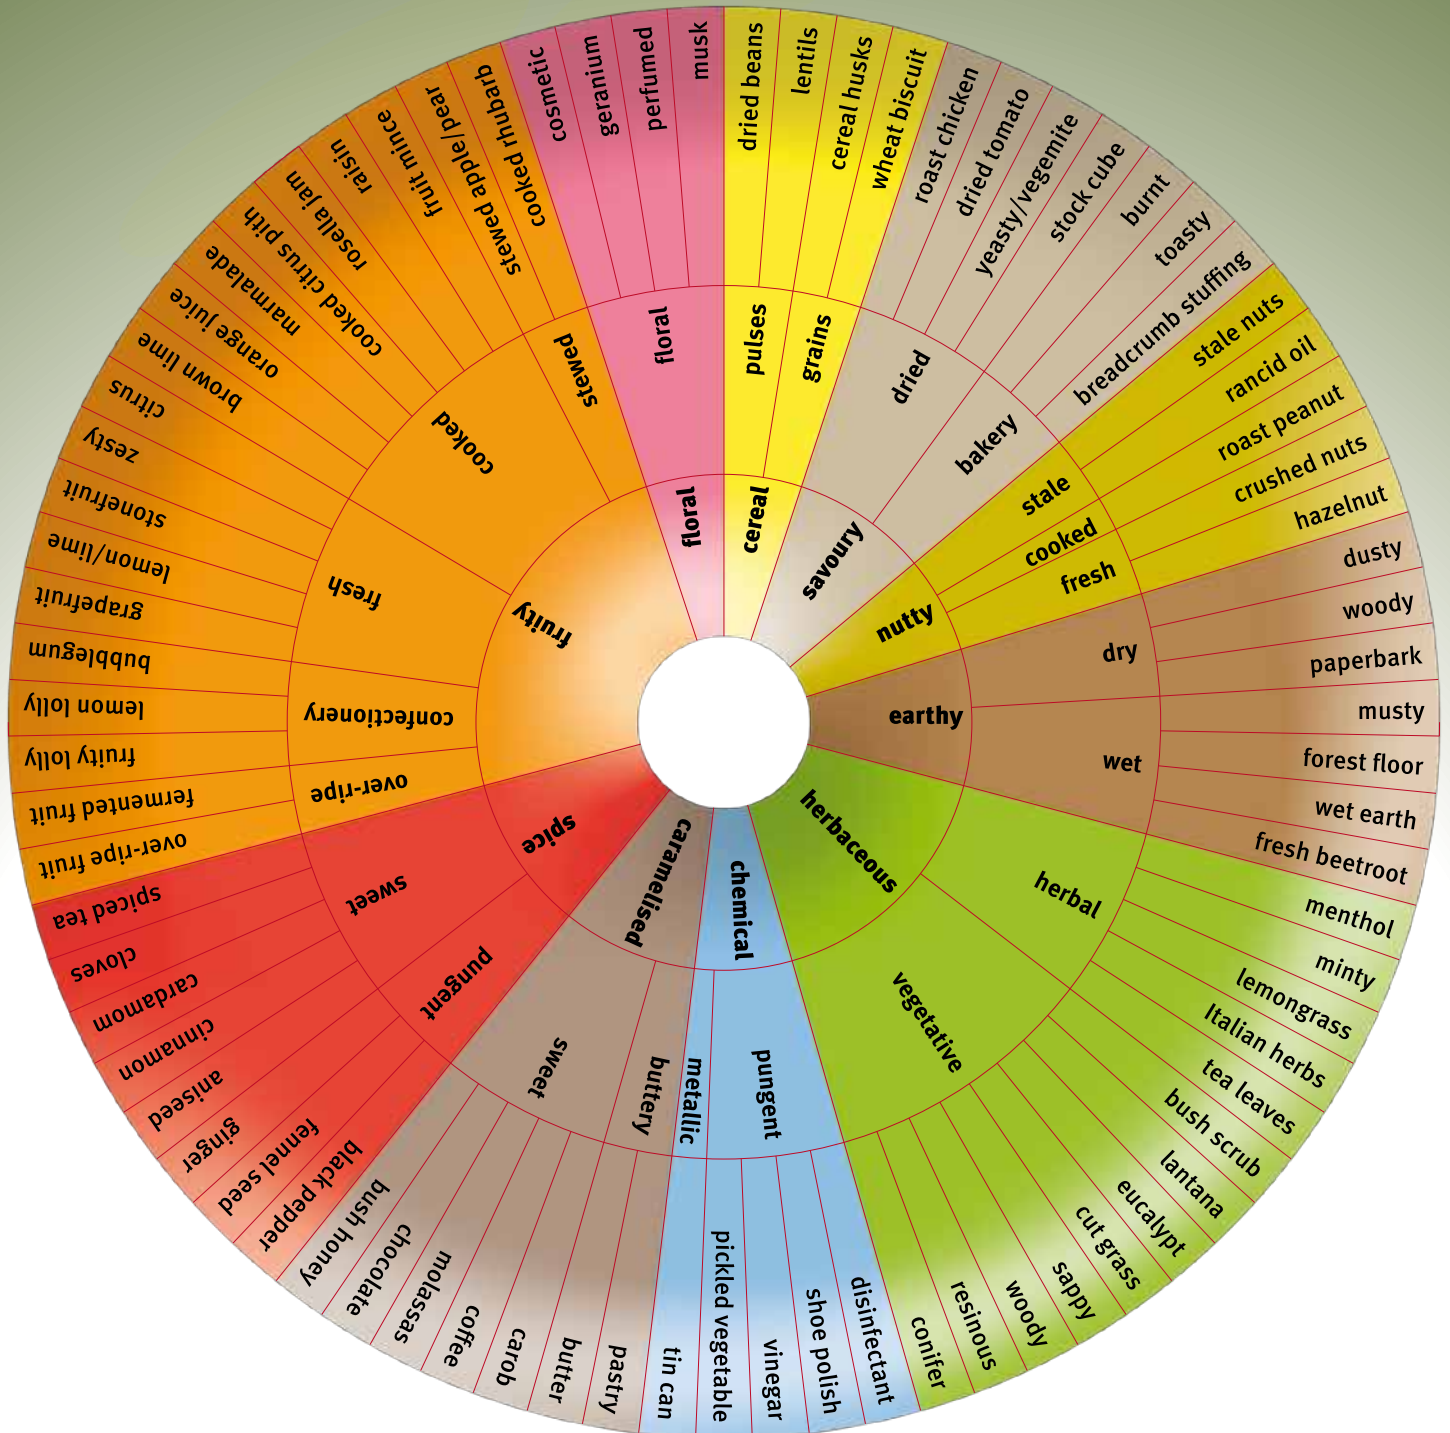 floral
cereal
savoury
nutty
earthy
herbaceous
chemical
caramelised
spice
fruity
floral
pulses
grains
dried
bakery
stale
cooked
fresh
dry
wet
herbal
vegetative
pungent
metallic
buttery
sweet
pungent
sweet
over-ripe
confectionery
fresh
cooked
stewed
cosmetic
geranium
perfumed
musk
dried beans
lentils
cereal husks
wheat biscuit
roast chicken
dried tomato
yeasty/vegemite
stock cube
burnt
toasty
breadcrumb stuffing
stale nuts
rancid oil
roast peanut
crushed nuts
hazelnut
dusty
woody
paperbark
musty
forest floor
wet earth
fresh beetroot
menthol
minty
lemongrass
Italian herbs
tea leaves
bush scrub
lantana
eucalypt
cut grass
sappy
woody
resinous
conifer
disinfectant
shoe polish
vinegar
pickled vegetable
tin can
pastry
butter
carob
coffee
molassas
chocolate
bush honey
black pepper
fennel seed
ginger
aniseed
cinnamon
cardamom
cloves
spiced tea
over-ripe fruit
fermented fruit
fruity lolly
lemon lolly
bubblegum
grapefruit
lemon/lime
stonefruit
zesty
citrus
brown lime
orange juice
marmalade
cooked citrus pith
rosella jam
raisin
fruit mince
stewed apple/pear
cooked rhubarb